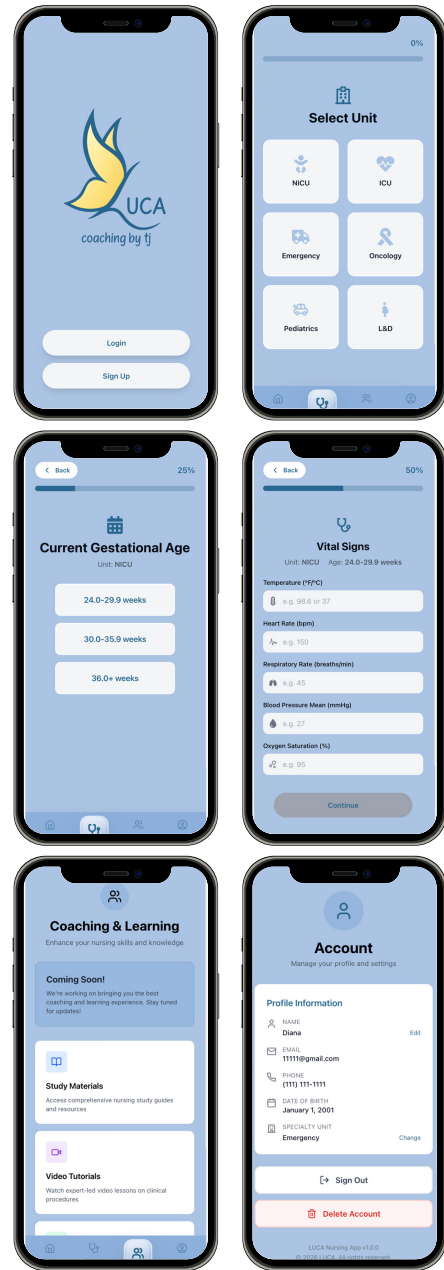 UCA
coaching by tj
Login
Sign Up
0%
Select Unit
NICU
ICU
Emergency
Oncology
Pediatrics
L&D
Back
25%
Current Gestational Age
Unit: NICU
24.0-29.9 weeks
30.0-35.9 weeks
36.0+ weeks
Back
50%
Vital Signs
Unit: NICU Age: 24.0-29.9 weeks
Temperature (°F/°C)
e.g. 98.6 or 37
Heart Rate (bpm)
e.g. 150
Respiratory Rate (breaths/min)
e.g. 45
Blood Pressure Mean (mmHg)
e.g. 27
Oxygen Saturation (%)
e.g. 95
Continue
Coaching & Learning
Enhance your nursing skills and knowledge
Coming Soon!
We're working on bringing you the best
coaching and learning experience. Stay tuned
for updates!
Study Materials
Access comprehensive nursing study guides
and resources
Video Tutorials
Watch expert-led video lessons on clinical
procedures
Account
Manage your profile and settings
Profile Information
NAME
Diana
Edit
EMAIL
11111@gmail.com
PHONE
(111) 111-1111
DATE OF BIRTH
January 1, 2001
SPECIALTY UNIT
Emergency
Change
Sign Out
Delete Account
LUCA Nursing App v1.0.0
© 2026 LUCA. All rights reserved.